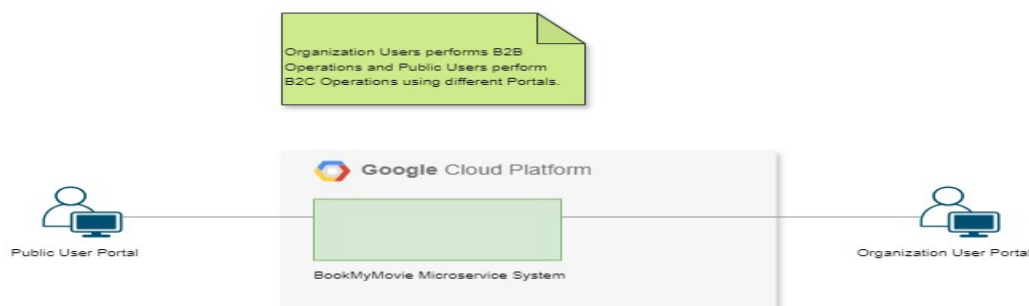 Organization Users performs B2B
Operations and Public Users perform
B2C Operations using different Portals.
Google Cloud Platform
Public User Portal
Organization User Portal
BookMyMovie Microservice System